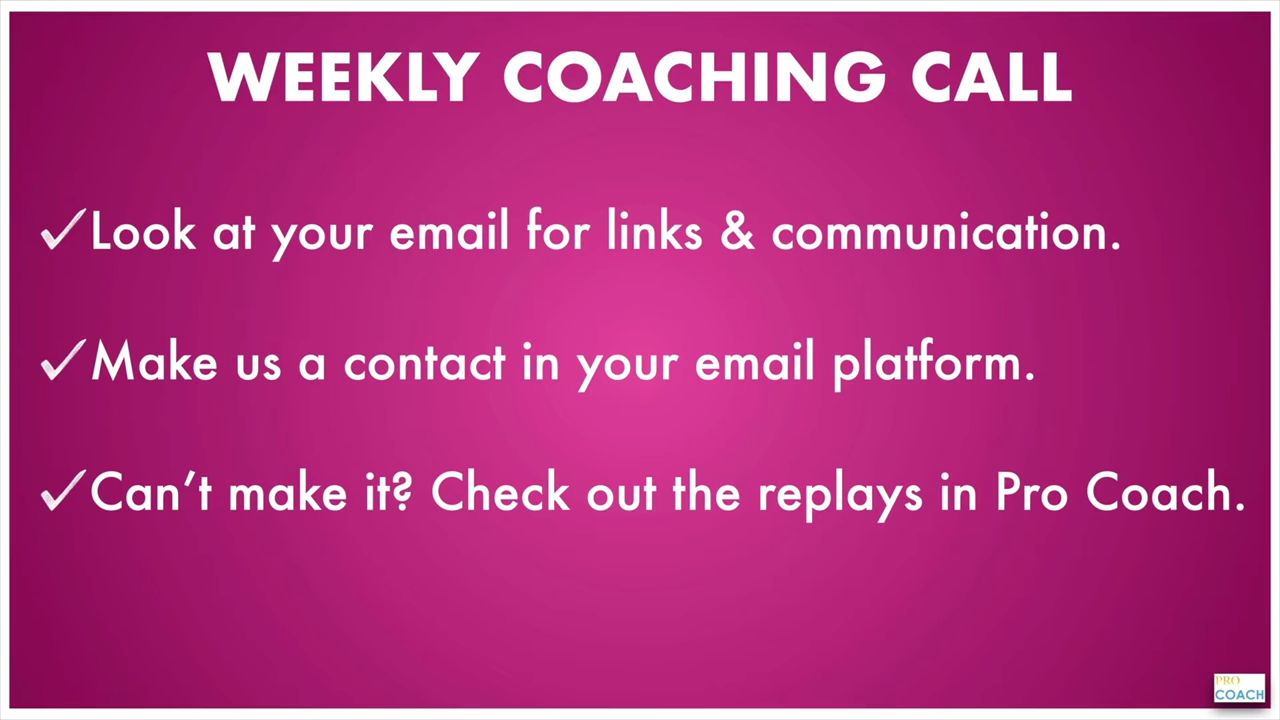 WEEKLY COACHING CALL
Look at your email for links & communication.
Make us a contact in your email platform.
Can’t make it? Check out the replays in Pro Coach.
PRO
COACH